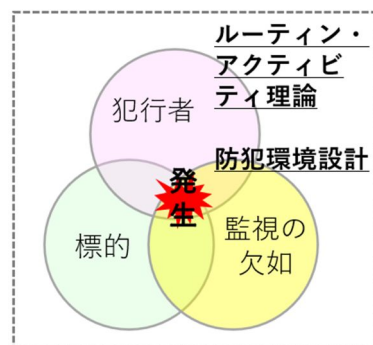 ルーティン・
アクティビ
ティ理論
犯行者
防犯環境設計
発
生
標的
監視の
欠如